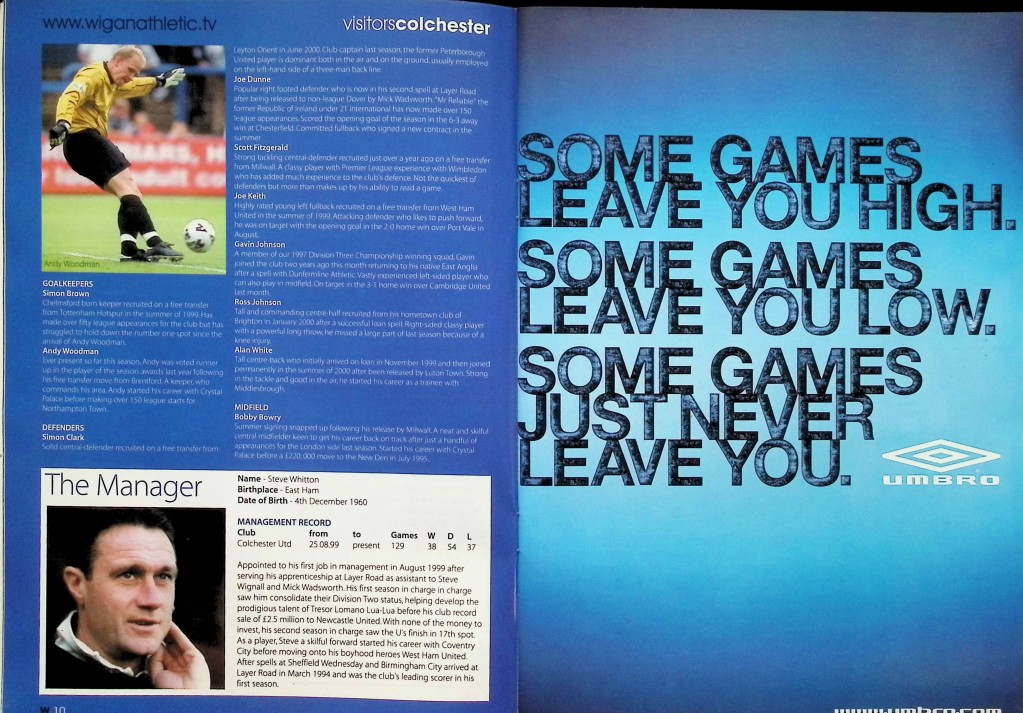 www.wiganathletic.tv
visitorscolchester
Andy Woodman
GOALKEEPERS
Simon Brown
Chelmsford born keeper recruited on a free transfer
from Tottenham Hotspur in the summer of 1999. Has
made over fifty league appearances for the club but has
struggled to hold down the number one spot since the
arrival of Andy Woodman.
Andy Woodman
Ever present so far this season, Andy was voted runner
up in the player of the season awards last year following
his free transfer move from Brentford. A keeper, who
commands his area, Andy started his career with Crystal
Palace before making over 150 league starts for
Northampton Town.
DEFENDERS
Simon Clark
Solid central-defender recruited on a free transfer from
Leyton Orient in June 2000. Club captain last season, the former Peterborough
United player is dominant both in the air and on the ground, usually employed
on the left-hand side of a three-man back line.
Joe Dunne
Popular right footed defender who is now in his second spell at Layer Road
after being released to non-league Dover by Mick Wadsworth. "Mr Reliable" the
former Republic of Ireland under 21 international has now made over 150
league appearances. Scored the opening goal of the season in the 6-3 away
win at Chesterfield. Committed fullback who signed a new contract in the
summer
Scott Fitzgerald
Strong tackling central-defender recruited just over a year ago on a free transfer
from Millwall. A classy player with Premier League experience with Wimbledon
who has added much experience to the club's defence. Not the quickest of
defenders but more than makes up by his ability to read a game.
Joe Keith
Highly rated young left fullback recruited on a free transfer from West Ham
United in the summer of 1999. Attacking defender who likes to push forward,
he was on target with the opening goal in the 2-0 home win over Port Vale in
August.
Gavin Johnson
A member of our 1997 Division Three Championship winning squad, Gavin
joined the club two years ago this month returning to his native East Anglia
after a spell with Dunfermline Athletic. Vastly experienced left-sided player who
can also play in midfield. On target in the 3-1 home win over Cambridge United
last month.
Ross Johnson
Tall and commanding centre-half recruited from his hometown club of
Brighton in January 2000 after a successful loan spell. Right-sided classy player
with a powerful long throw, he missed a large part of last season because of a
knee injury.
Alan White
Tall centre-back who initially arrived on loan in November 1999 and then joined
permanently in the summer of 2000 after been released by Luton Town. Strong
in the tackle and good in the air, he started his career as a trainee with
Middlesbrough.
MIDFIELD
Bobby Bowry
Summer signing snapped up following his release by Millwall. A neat and skilful
central midfielder keen to get his career back on track after just a handful of
appearances for the London side last season. Started his career with Crystal
Palace before a £220,000 move to the New Den in July 1995.
The Manager
Name - Steve Whitton
Birthplace - East Ham
Date of Birth - 4th December 1960
MANAGEMENT RECORD
Club from to Games W D L
Colchester Utd 25.08.99 present 129 38 54 37
Appointed to his first job in management in August 1999 after
serving his apprenticeship at Layer Road as assistant to Steve
Wignall and Mick Wadsworth. His first season in charge in charge
saw him consolidate their Division Two status, helping develop the
prodigious talent of Tresor Lomano Lua-Lua before his club record
sale of £2.5 million to Newcastle United. With none of the money to
invest, his second season in charge saw the U's finish in 17th spot.
As a player, Steve a skilful forward started his career with Coventry
City before moving onto his boyhood heroes West Ham United.
After spells at Sheffield Wednesday and Birmingham City arrived at
Layer Road in March 1994 and was the club's leading scorer in his
first season.
W 10
SOME GAMES
LEAVE YOU HIGH.
SOME GAMES
LEAVE YOU LOW.
SOME GAMES
JUST NEVER
LEAVE YOU.
UMBRO
www.umbro.com